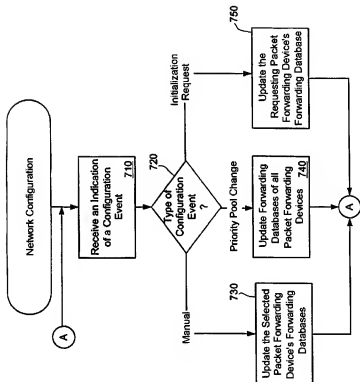 Network Configuration
A
710
Receive an Indication
of a Configuration
Event
720
Type of
Configuration
Event
?
Manual
Priority Pool Change
Initialization
Request
730
Update the Selected
Packet Forwarding
Device's Forwarding
Databases
740
Update Forwarding
Databases of all
Packet Forwarding
Devices
750
Update the
Requesting Packet
Forwarding Device's
Forwarding Database
A